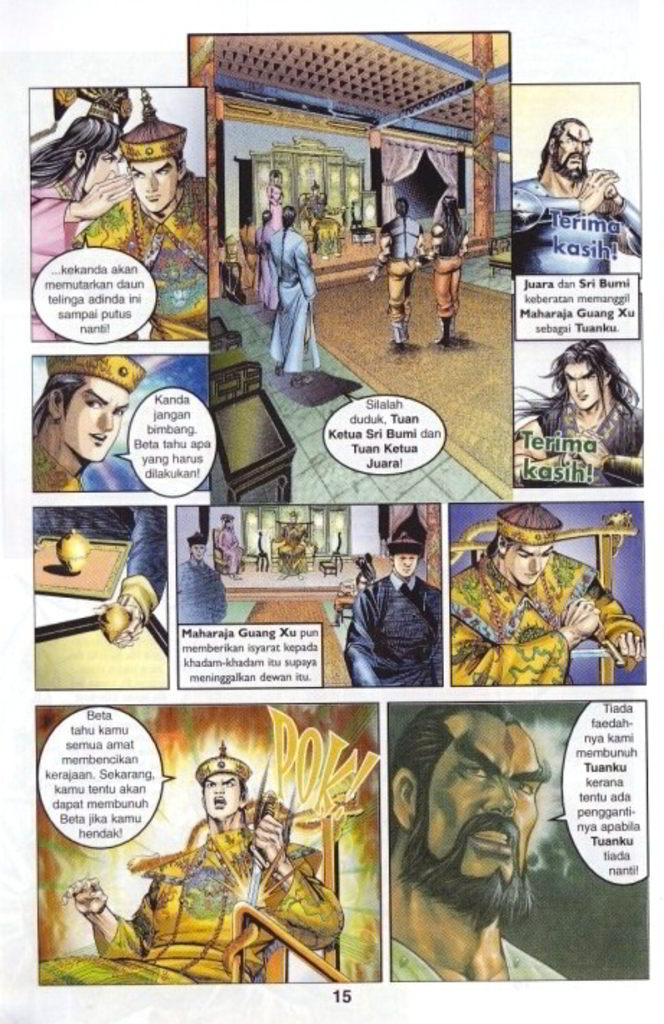 ...kekanda akan
memutarkan daun
telinga adinda ini
sampai putus
nanti!
Silalah
duduk, Tuan
Ketua Sri Bumi dan
Tuan Ketua
Juara!
Terima
kasih!
Juara dan Sri Bumi
keberatan memanggil
Maharaja Guang Xu
sebagai Tuanku.
Kanda
jangan
bimbang.
Beta tahu apa
yang harus
dilakukan!
Terima
kasih!
Maharaja Guang Xu pun
memberikan isyarat kepada
khadam-khadam itu supaya
meninggalkan dewan itu.
Beta
tahu kamu
semua amat
membencikan
kerajaan. Sekarang,
kamu tentu akan
dapat membunuh
Beta jika kamu
hendak!
POW!
Tiada
faedah-
nya kami
membunuh
Tuanku
kerana
tentu ada
pengganti-
nya apabila
Tuanku
tiada
nanti!
15